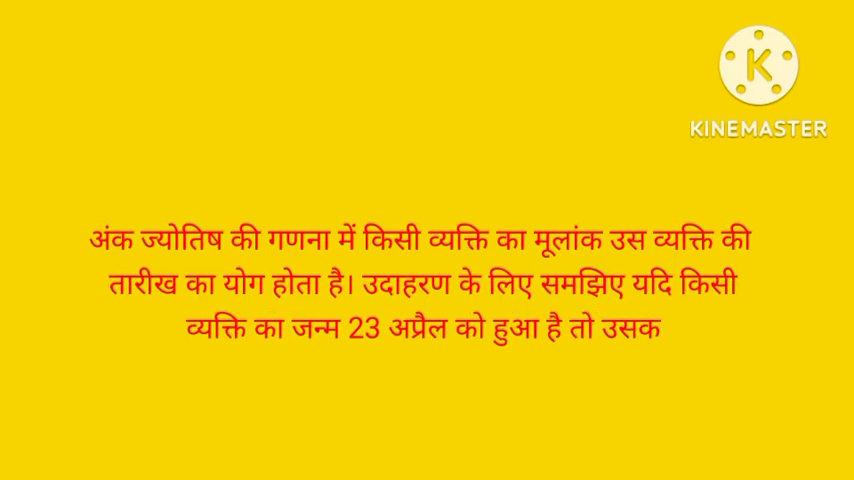 KINEMASTER
अंक ज्योतिष की गणना में किसी व्यक्ति का मूलांक उस व्यक्ति की
तारीख का योग होता है। उदाहरण के लिए समझिए यदि किसी
व्यक्ति का जन्म 23 अप्रैल को हुआ है तो उसक